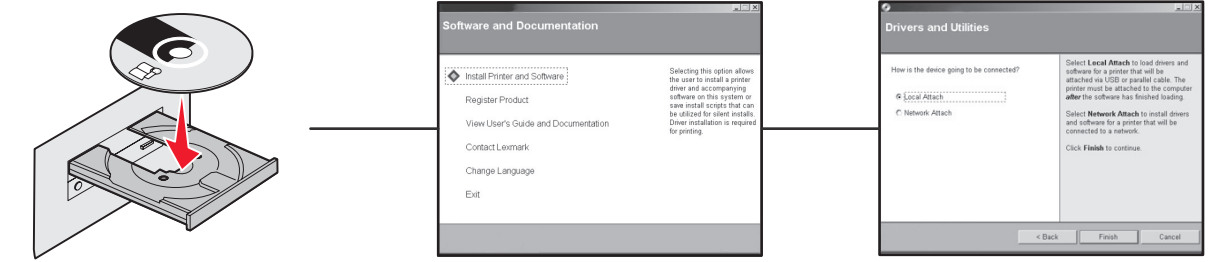 Software and Documentation
Install Printer and Software
Register Product
View User's Guide and Documentation
Contact Lexmark
Change Language
Exit
Selecting this option allows
the user to install a printer
driver and accompanying
software on this system or
save install scripts that can
be utilized for silent installs.
Driver installation is required
for printing.
Drivers and Utilities
How is the device going to be connected?
Local Attach
Network Attach
Select Local Attach to load drivers and
software for a printer that will be
attached via USB or parallel cable. The
printer must be attached to the computer
after the software has finished loading.
Select Network Attach to install drivers
and software for a printer that will be
connected to a network.
Click Finish to continue.
< Back
Finish
Cancel